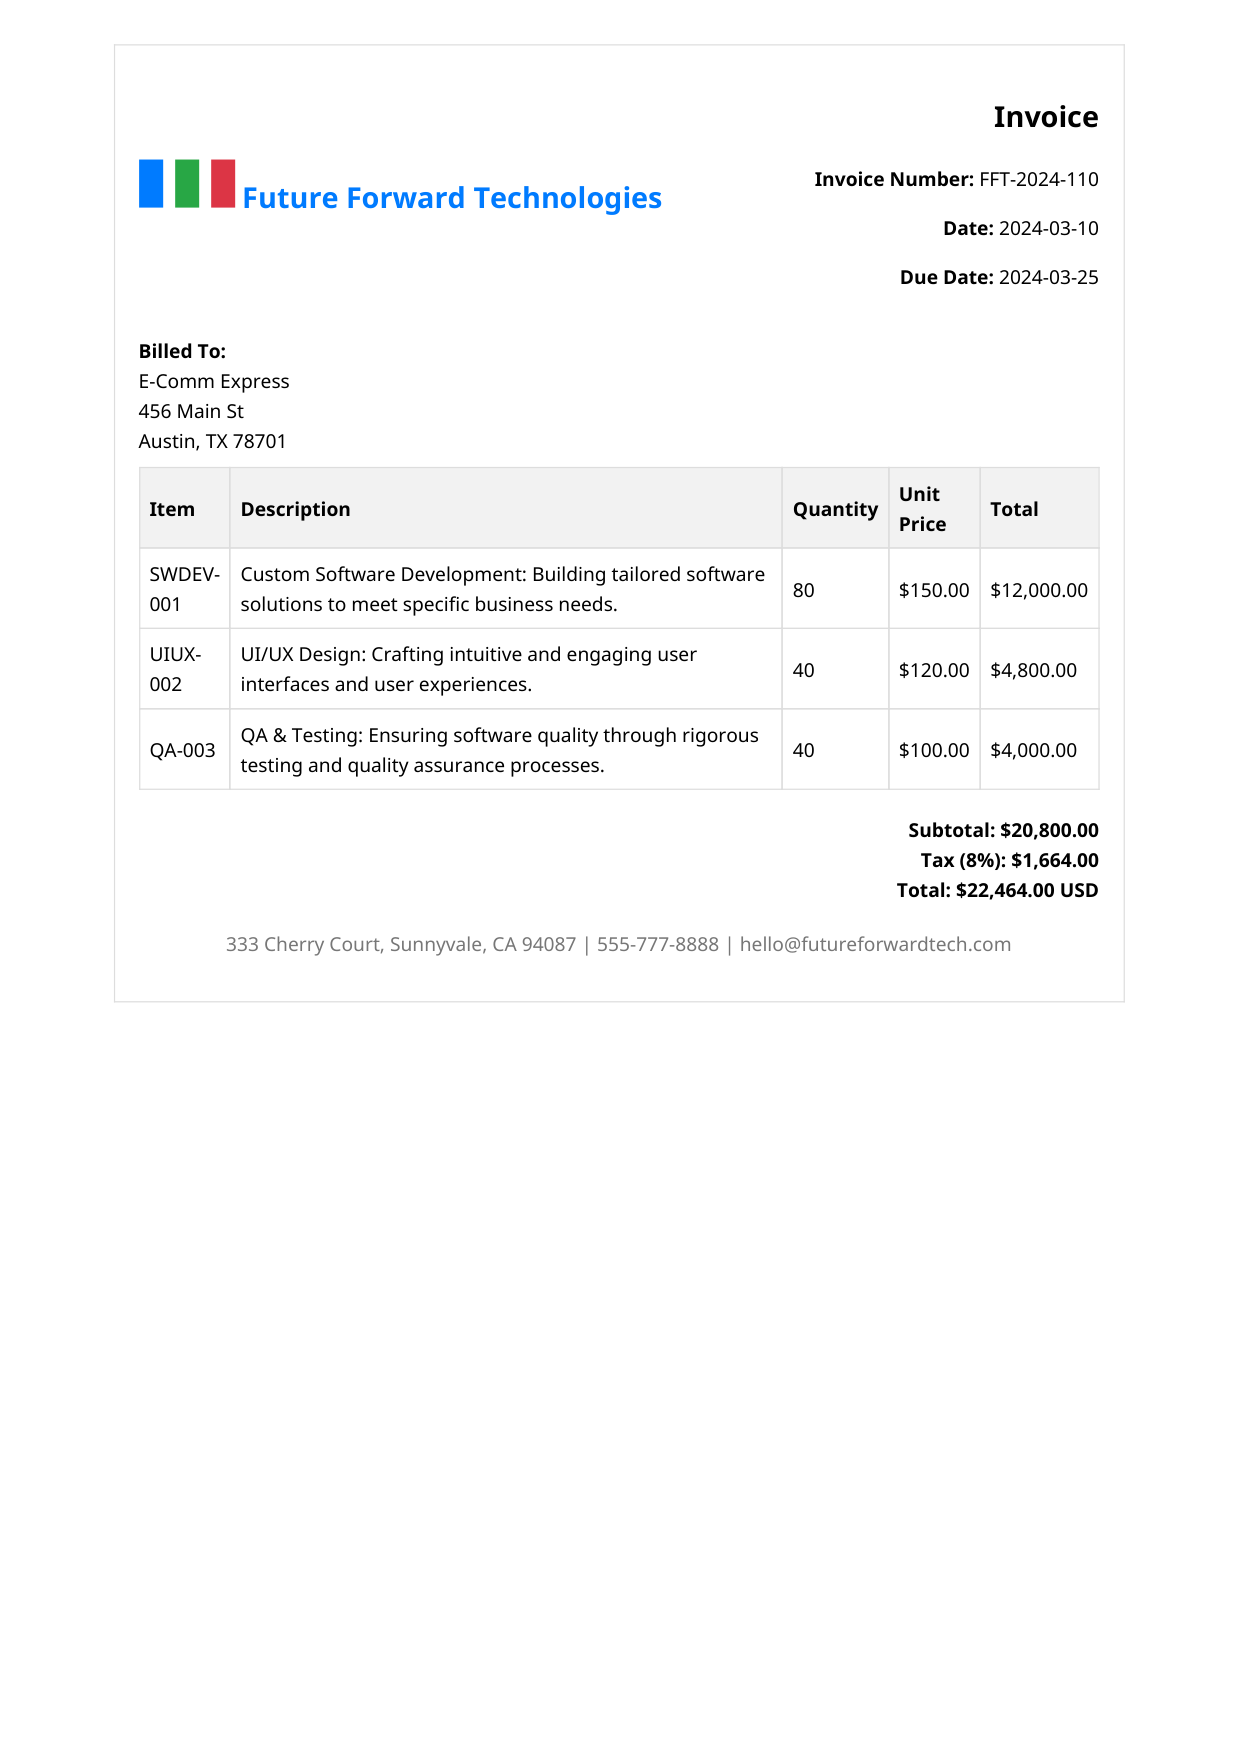 Invoice
Future Forward Technologies
Invoice Number: FFT-2024-110
Date: 2024-03-10
Due Date: 2024-03-25
Billed To:
E-Comm Express
456 Main St
Austin, TX 78701
Item Description Quantity Unit Price Total
SWDEV-001 Custom Software Development: Building tailored software solutions to meet specific business needs. 80 $150.00 $12,000.00
UIUX-002 UI/UX Design: Crafting intuitive and engaging user interfaces and user experiences. 40 $120.00 $4,800.00
QA-003 QA & Testing: Ensuring software quality through rigorous testing and quality assurance processes. 40 $100.00 $4,000.00
Subtotal: $20,800.00
Tax (8%): $1,664.00
Total: $22,464.00 USD
333 Cherry Court, Sunnyvale, CA 94087 | 555-777-8888 | hello@futureforwardtech.com